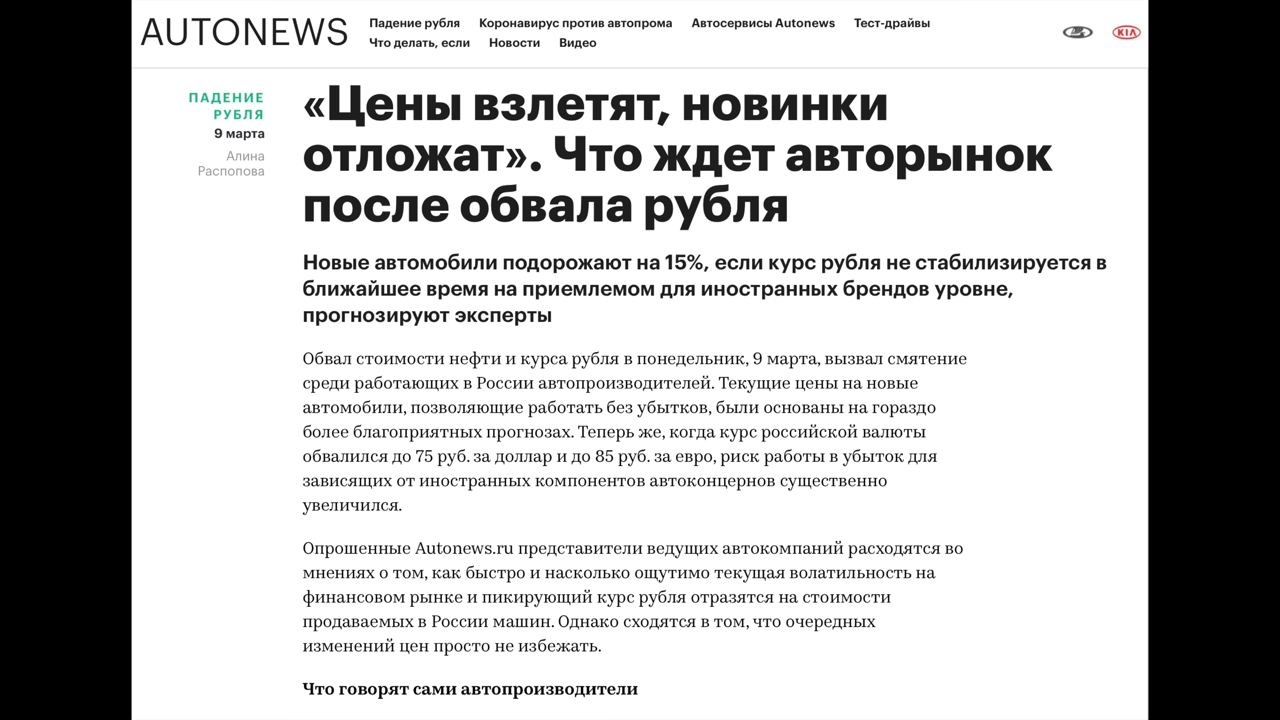 AUTONEWS
Падение рубля Коронавирус против автопрома Автосервисы Autonews Тест-драйвы
Что делать, если Новости Видео
KIA
ПАДЕНИЕ
РУБЛЯ
9 марта
Алина
Распопова
«Цены взлетят, новинки
отложат». Что ждет авторынок
после обвала рубля
Новые автомобили подорожают на 15%, если курс рубля не стабилизируется в
ближайшее время на приемлемом для иностранных брендов уровне,
прогнозируют эксперты
Обвал стоимости нефти и курса рубля в понедельник, 9 марта, вызвал смятение
среди работающих в России автопроизводителей. Текущие цены на новые
автомобили, позволяющие работать без убытков, были основаны на гораздо
более благоприятных прогнозах. Теперь же, когда курс российской валюты
обвалился до 75 руб. за доллар и до 85 руб. за евро, риск работы в убыток для
зависящих от иностранных компонентов автоконцернов существенно
увеличился.
Опрошенные Autonews.ru представители ведущих автокомпаний расходятся во
мнениях о том, как быстро и насколько ощутимо текущая волатильность на
финансовом рынке и пикирующий курс рубля отразятся на стоимости
продаваемых в России машин. Однако сходятся в том, что очередных
изменений цен просто не избежать.
Что говорят сами автопроизводители